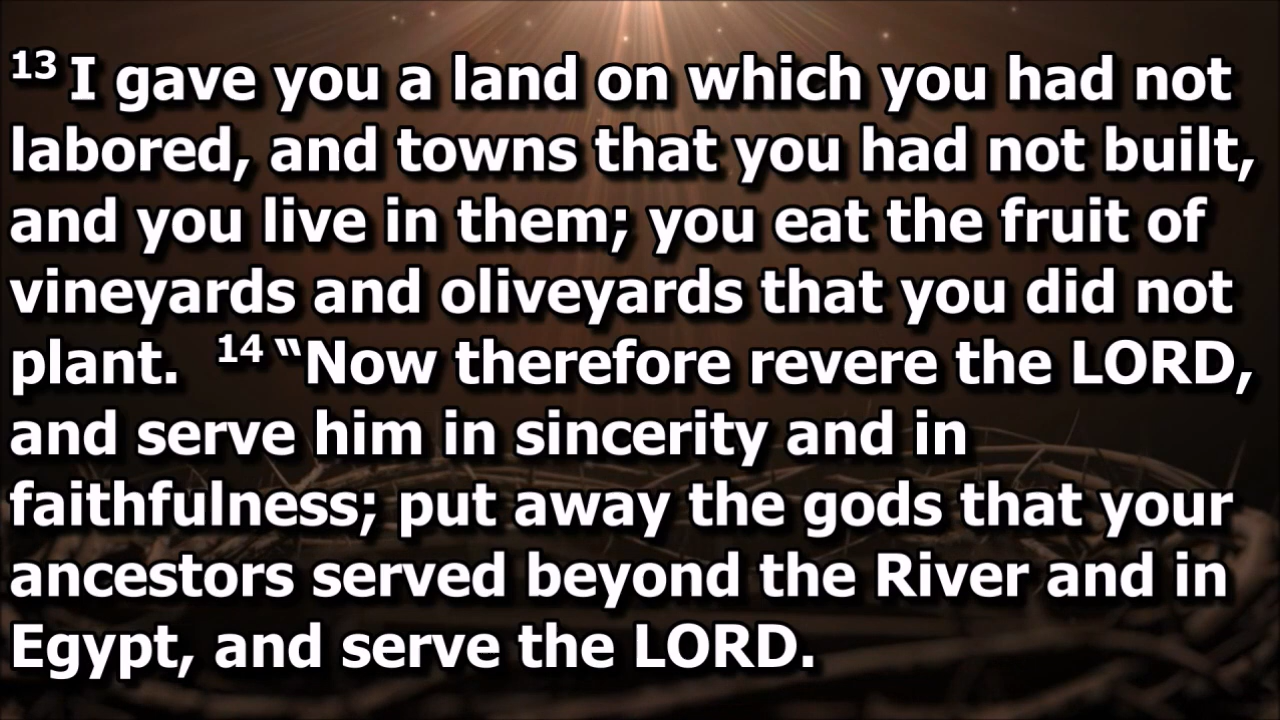 13 I gave you a land on which you had not
labored, and towns that you had not built,
and you live in them; you eat the fruit of
vineyards and oliveyards that you did not
plant. 14 “Now therefore revere the LORD,
and serve him in sincerity and in
faithfulness; put away the gods that your
ancestors served beyond the River and in
Egypt, and serve the LORD.